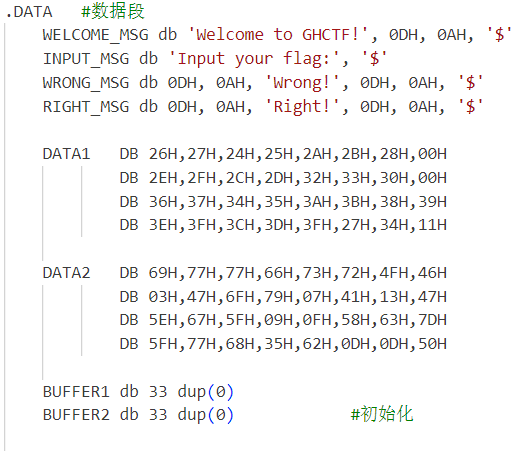 .DATA   #数据段
WELCOME_MSG db 'Welcome to GHCTF!', 0DH, 0AH, '$'
INPUT_MSG db 'Input your flag:', '$'
WRONG_MSG db 0DH, 0AH, 'Wrong!', 0DH, 0AH, '$'
RIGHT_MSG db 0DH, 0AH, 'Right!', 0DH, 0AH, '$'
DATA1   DB 26H,27H,24H,25H,2AH,2BH,28H,00H
DB 2EH,2FH,2CH,2DH,32H,33H,30H,00H
DB 36H,37H,34H,35H,3AH,3BH,38H,39H
DB 3EH,3FH,3CH,3DH,3FH,27H,34H,11H
DATA2   DB 69H,77H,77H,66H,73H,72H,4FH,46H
DB 03H,47H,6FH,79H,07H,41H,13H,47H
DB 5EH,67H,5FH,09H,0FH,58H,63H,7DH
DB 5FH,77H,68H,35H,62H,0DH,0DH,50H
BUFFER1 db 33 dup(0)
BUFFER2 db 33 dup(0)          #初始化